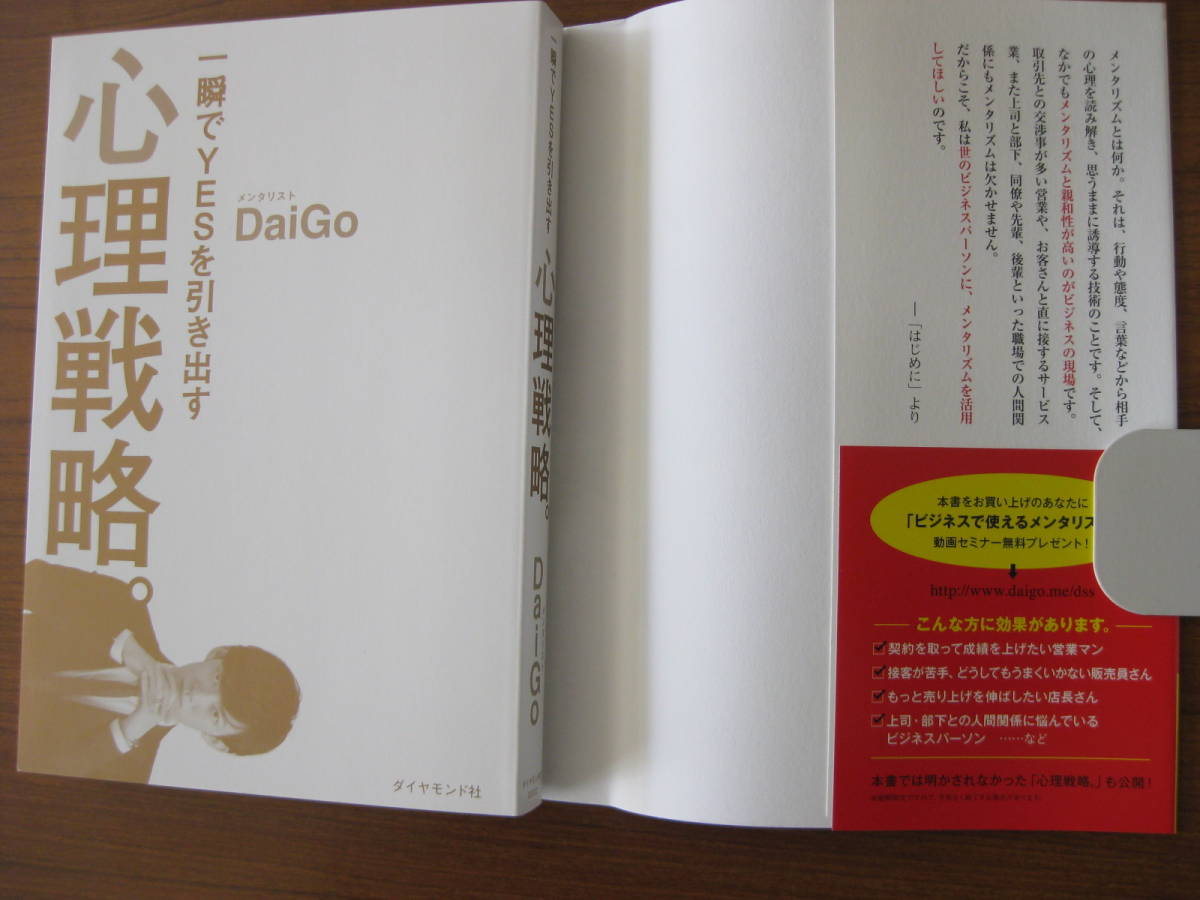 一瞬でYESを引き出す
心理戦略。
メンタリスト
DaiGo
ダイヤモンド社
一瞬でYESを引き出す 心理戦略。
DaiGo
メンタリズムとは何か。それは、行動や態度、言葉などから相手
の心理を読み解き、思うままに誘導する技術のことです。そして、
なかでもメンタリズムと親和性が高いのがビジネスの現場です。
取引先との交渉事が多い営業や、お客さんと直に接するサービス
業、また上司と部下、同僚や先輩、後輩といった職場での人間関
係にもメンタリズムは欠かせません。
だからこそ、私は世のビジネスパーソンに、メンタリズムを活用
してほしいのです。
―「はじめに」より
本書をお買い上げのあなたに
「ビジネスで使えるメンタリズ
動画セミナー無料プレゼント!
http://www.daigo.me/dss
こんな方に効果があります。
契約を取って成績を上げたい営業マン
接客が苦手、どうしてもうまくいかない販売員さん
もっと売り上げを伸ばしたい店長さん
上司・部下との人間関係に悩んでいる
ビジネスパーソン ……など
本書では明かされなかった「心理戦略。」も公開!